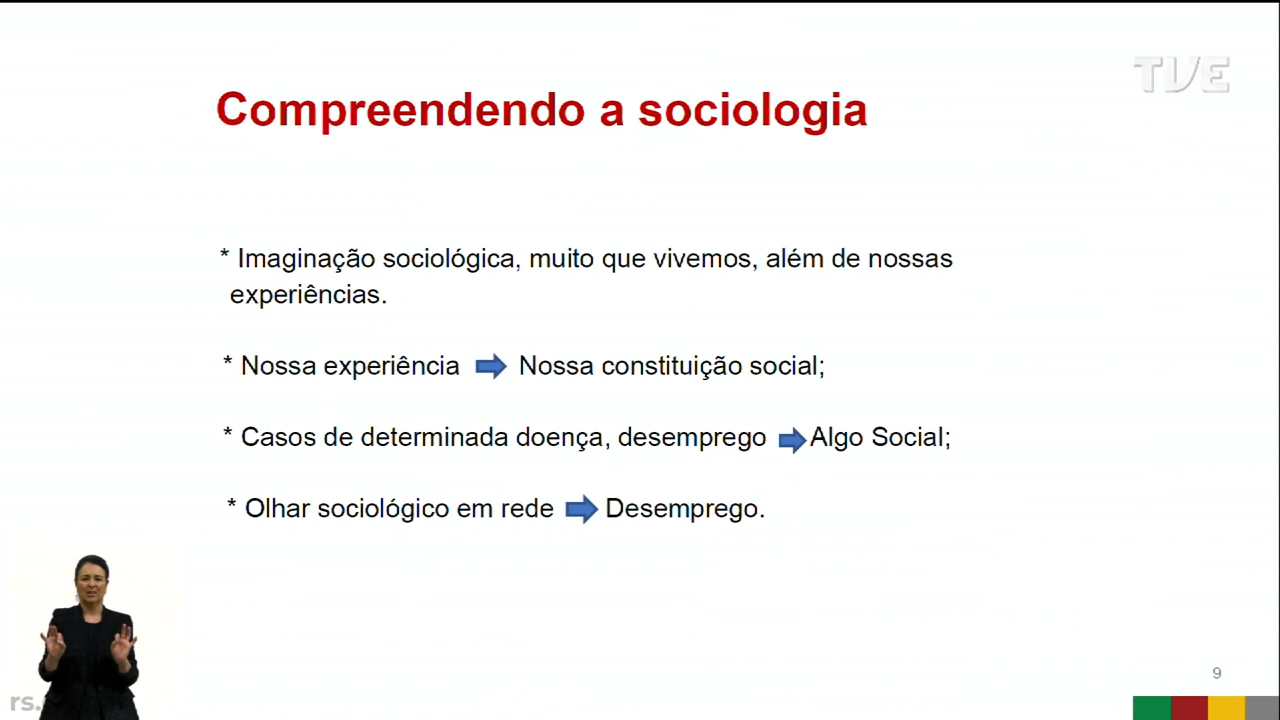 TVE
Compreendendo a sociologia
* Imaginação sociológica, muito que vivemos, além de nossas
experiências.
* Nossa experiência Nossa constituição social;
* Casos de determinada doença, desemprego Algo Social;
* Olhar sociológico em rede Desemprego.
9
rs.